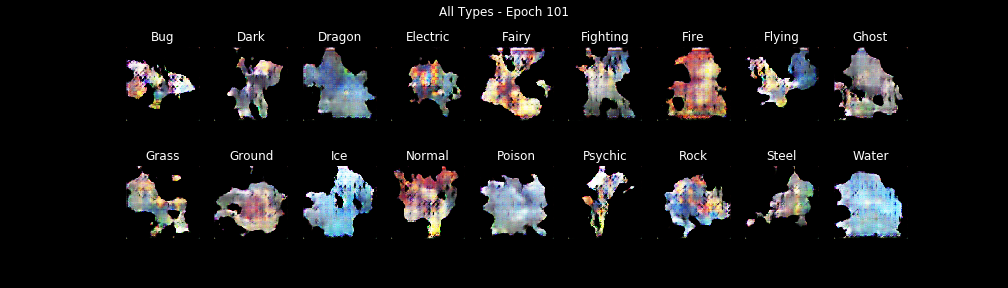 All Types - Epoch 101
Bug Dark Dragon Electric Fairy Fighting Fire Flying Ghost
Grass Ground Ice Normal Poison Psychic Rock Steel Water